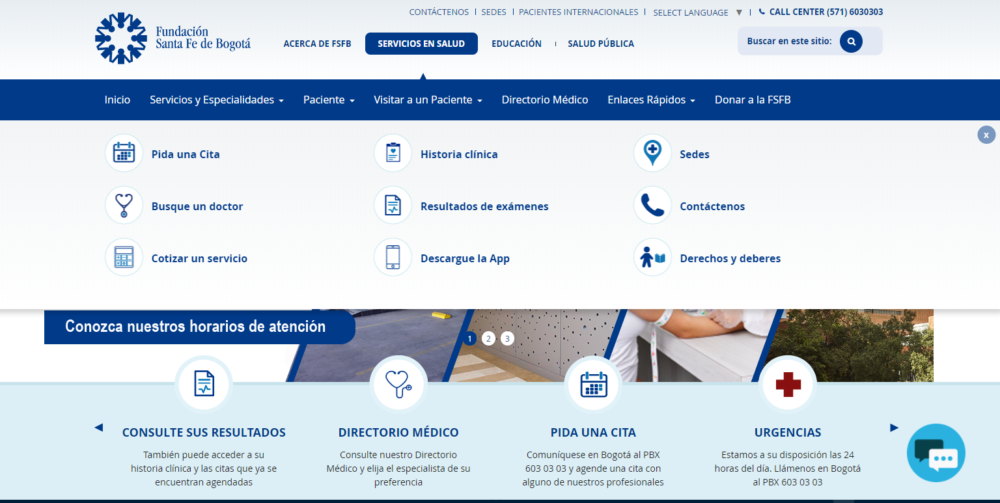 CONTÁCTENOS SEDES PACIENTES INTERNACIONALES SELECT LANGUAGE ▼ CALL CENTER (571) 6030303
Fundación
Santa Fe de Bogotá
ACERCA DE FSFB SERVICIOS EN SALUD EDUCACIÓN SALUD PÚBLICA
Buscar en este sitio:
Inicio Servicios y Especialidades Paciente Visitar a un Paciente Directorio Médico Enlaces Rápidos Donar a la FSFB
x
Pida una Cita Historia clínica Sedes
Busque un doctor Resultados de exámenes Contáctenos
Cotizar un servicio Descargue la App Derechos y deberes
Conozca nuestros horarios de atención
1 2 3
CONSULTE SUS RESULTADOS
También puede acceder a su
historia clínica y las citas que ya se
encuentran agendadas
DIRECTORIO MÉDICO
Consulte nuestro Directorio
Médico y elija el especialista de su
preferencia
PIDA UNA CITA
Comuníquese en Bogotá al PBX
603 03 03 y agende una cita con
alguno de nuestros profesionales
URGENCIAS
Estamos a su disposición las 24
horas del día. Llámenos en Bogotá
al PBX 603 03 03